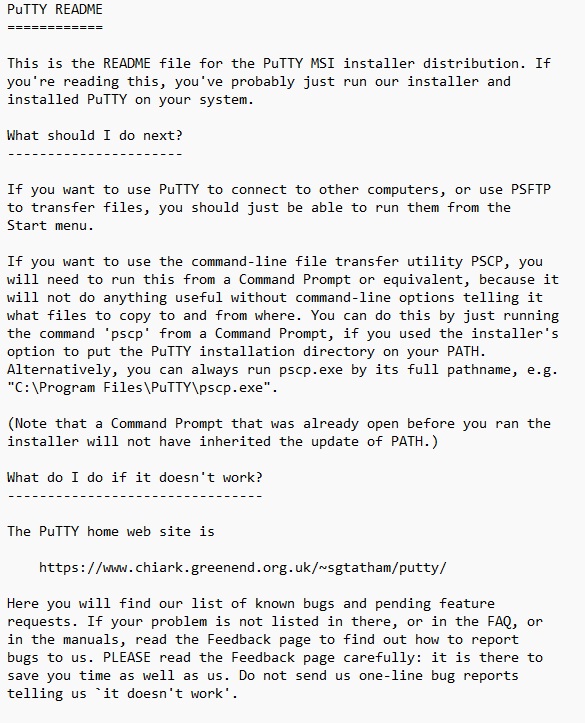 PuTTY README
============
This is the README file for the PuTTY MSI installer distribution. If
you're reading this, you've probably just run our installer and
installed PuTTY on your system.
What should I do next?
----------------------
If you want to use PuTTY to connect to other computers, or use PSFTP
to transfer files, you should just be able to run them from the
Start menu.
If you want to use the command-line file transfer utility PSCP, you
will need to run this from a Command Prompt or equivalent, because it
will not do anything useful without command-line options telling it
what files to copy to and from where. You can do this by just running
the command 'pscp' from a Command Prompt, if you used the installer's
option to put the PuTTY installation directory on your PATH.
Alternatively, you can always run pscp.exe by its full pathname, e.g.
"C:\Program Files\PuTTY\pscp.exe".
(Note that a Command Prompt that was already open before you ran the
installer will not have inherited the update of PATH.)
What do I do if it doesn't work?
--------------------------------
The PuTTY home web site is
https://www.chiark.greenend.org.uk/~sgtatham/putty/
Here you will find our list of known bugs and pending feature
requests. If your problem is not listed in there, or in the FAQ, or
in the manuals, read the Feedback page to find out how to report
bugs to us. PLEASE read the Feedback page carefully: it is there to
save you time as well as us. Do not send us one-line bug reports
telling us `it doesn't work'.